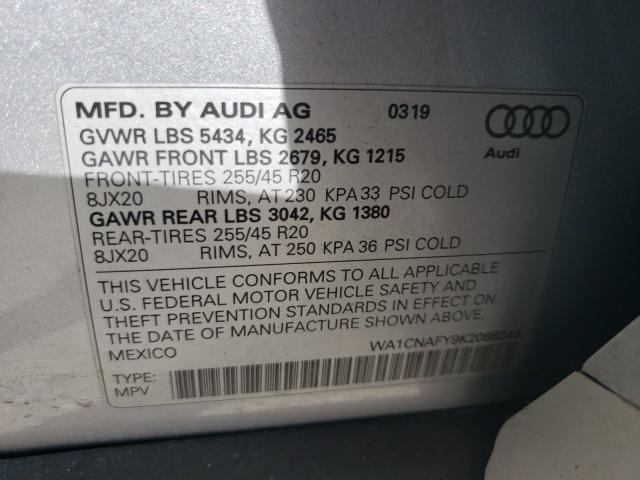 MFD. BY AUDI AG 0319
GVWR LBS 5434, KG 2465
Audi
GAWR FRONT LBS 2679, KG 1215
FRONT-TIRES 255/45 R20
8JX20 RIMS, AT 230 KPA 33 PSI COLD
GAWR REAR LBS 3042, KG 1380
REAR-TIRES 255/45 R20
8JX20 RIMS, AT 250 KPA 36 PSI COLD
THIS VEHICLE CONFORMS TO ALL APPLICABLE
U.S. FEDERAL MOTOR VEHICLE SAFETY AND
THEFT PREVENTION STANDARDS IN EFFECT ON
THE DATE OF MANUFACTURE SHOWN ABOVE.
MEXICO WA1CNAFY9K2088243
TYPE:
MPV